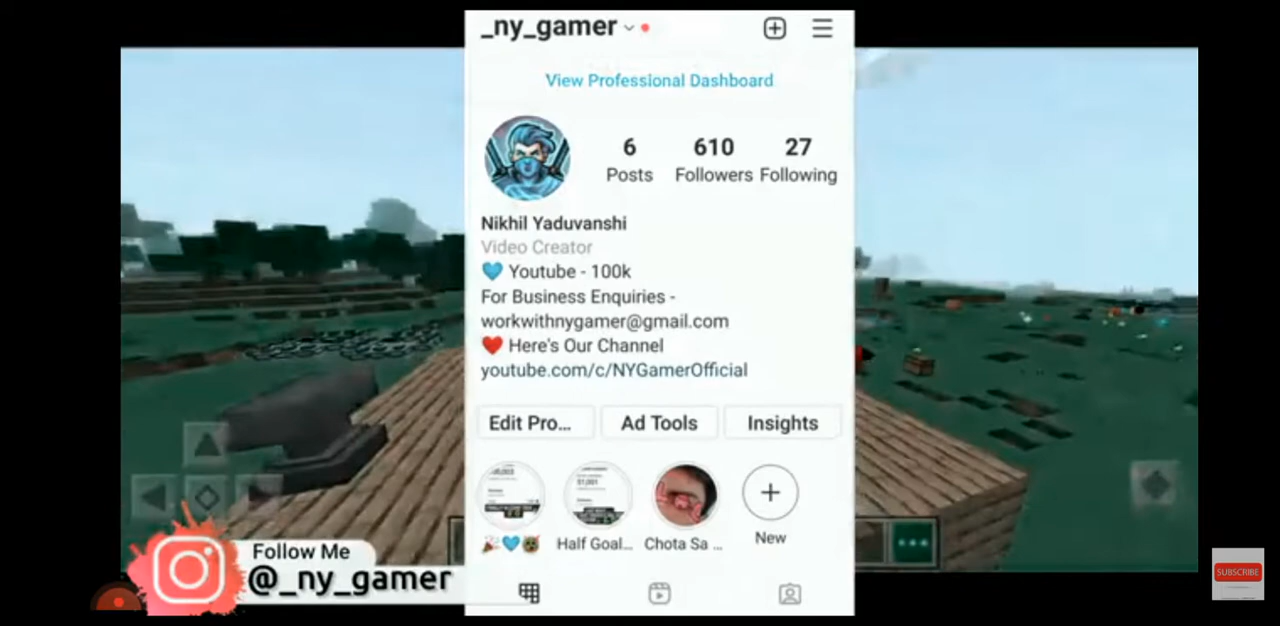 _ny_gamer
View Professional Dashboard
6 610 27
Posts Followers Following
Nikhil Yaduvanshi
Video Creator
💙 Youtube - 100k
For Business Enquiries -
workwithnygamer@gmail.com
❤️ Here's Our Channel
youtube.com/c/NYGamerOfficial
Edit Pro... Ad Tools Insights
Half Goal... Chota Sa ... New
Follow Me
@_ny_gamer
SUBSCRIBE